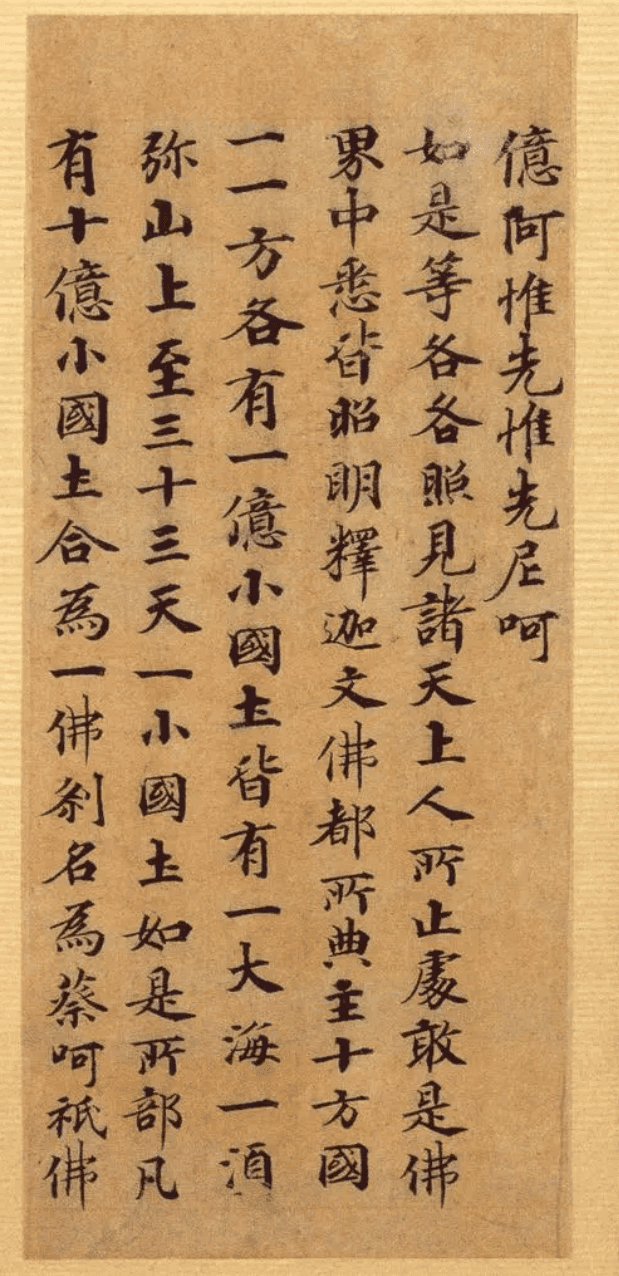 億阿惟先惟先尼呵
如是等各各照見諸天上人所止處敢是佛
界中悉皆昭明釋迦文佛都所典主十方國
一一方各有一億小國土皆有一大海一須
弥山上至三十三天一小國土如是所部凡
有十億小國土合為一佛刹名為蔡呵祇佛